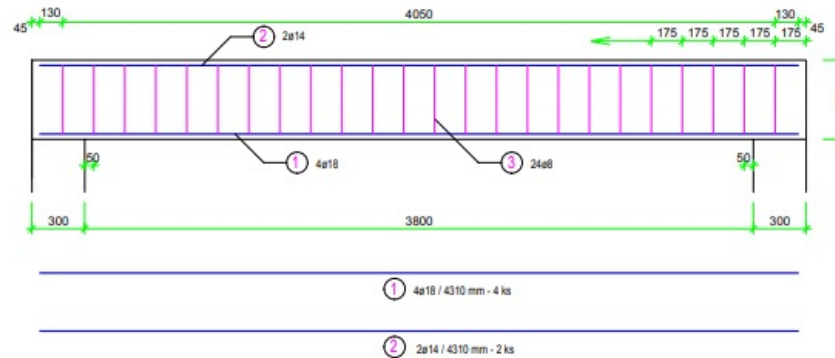 45 130 4050 130 45
175 175 175 175 175
2 2ø14
50 1 4ø18 3 24ø8 50
300 3800 300
1 4ø18 / 4310 mm - 4 ks
2 2ø14 / 4310 mm - 2 ks